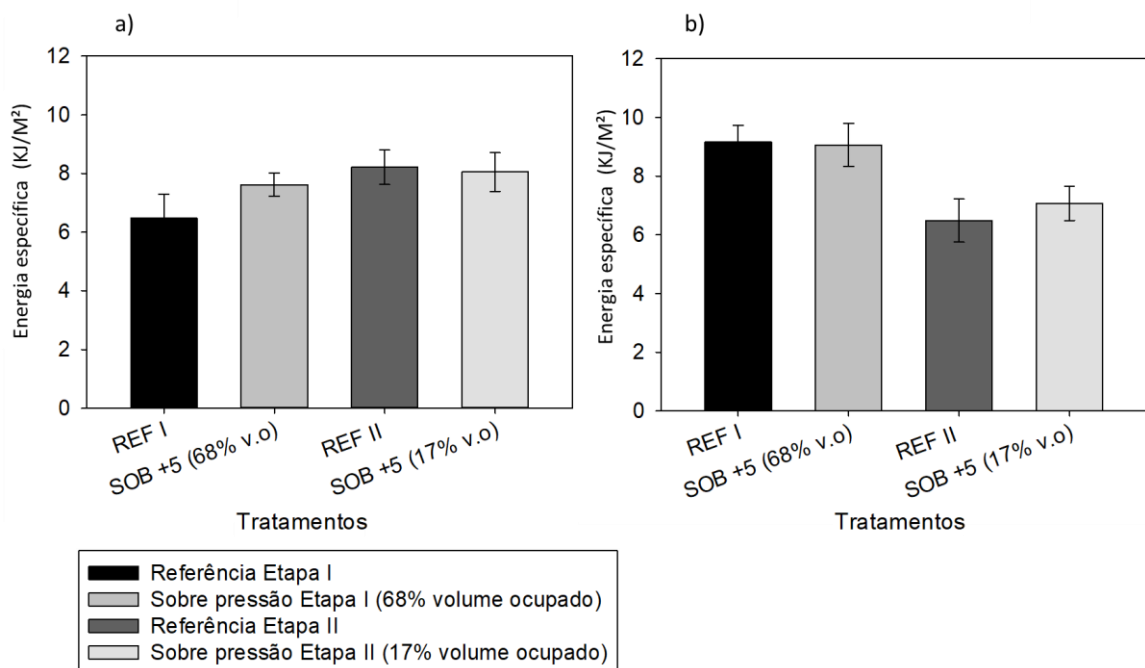 a)
Energia específica (KJ/M²)
12
10
8
6
4
2
0
REF I
SOB +5 (68% v.o)
REF II
SOB +5 (17% v.o)
Tratamentos
b)
Energia específica (KJ/M²)
12
10
8
6
4
2
0
REF I
SOB +5 (68% v.o)
REF II
SOB +5 (17% v.o)
Tratamentos
Referência Etapa I
Sobre pressão Etapa I (68% volume ocupado)
Referência Etapa II
Sobre pressão Etapa II (17% volume ocupado)